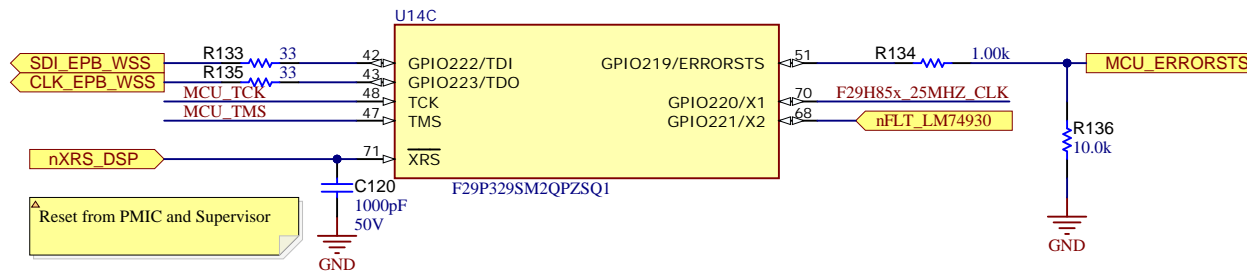 U14C
SDI_EPB_WSS
R133
33
42
GPIO222/TDI
GPIO219/ERRORSTS
51
R134
1.00k
MCU_ERRORSTS
CLK_EPB_WSS
R135
33
43
GPIO223/TDO
MCU_TCK
48
TCK
GPIO220/X1
70
F29H85x_25MHZ_CLK
MCU_TMS
47
TMS
GPIO221/X2
68
nFLT_LM74930
R136
10.0k
nXRS_DSP
71
XRS
F29P329SM2QPZSQ1
C120
1000pF
50V
Reset from PMIC and Supervisor
GND
GND